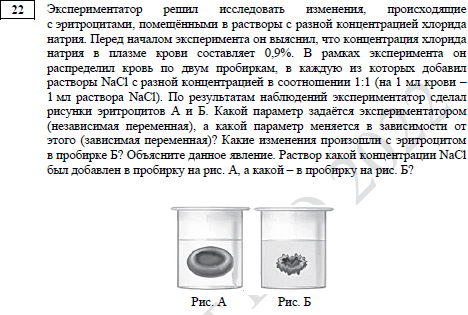 22 Экспериментатор решил исследовать изменения, происходящие
с эритроцитами, помещёнными в растворы с разной концентрацией хлорида
натрия. Перед началом эксперимента он выяснил, что концентрация хлорида
натрия в плазме крови составляет 0,9%. В рамках эксперимента он
распределил кровь по двум пробиркам, в каждую из которых добавил
растворы NaCl с разной концентрацией в соотношении 1:1 (на 1 мл крови –
1 мл раствора NaCl). По результатам наблюдений экспериментатор сделал
рисунки эритроцитов А и Б. Какой параметр задаётся экспериментатором
(независимая переменная), а какой параметр меняется в зависимости от
этого (зависимая переменная)? Какие изменения произошли с эритроцитом
в пробирке Б? Объясните данное явление. Раствор какой концентрации NaCl
был добавлен в пробирку на рис. А, а какой – в пробирку на рис. Б?
Рис. А Рис. Б